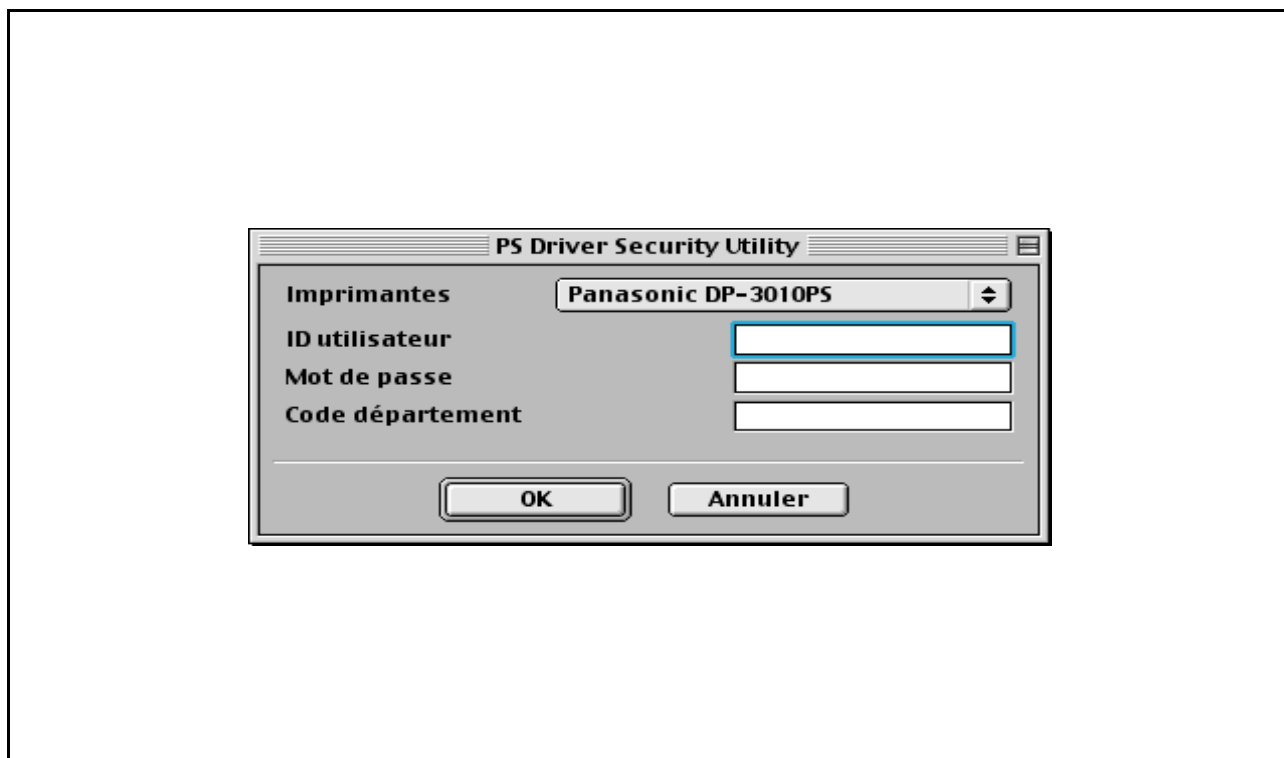 PS Driver Security Utility
Imprimantes Panasonic DP-3010PS
ID utilisateur
Mot de passe
Code département
OK Annuler